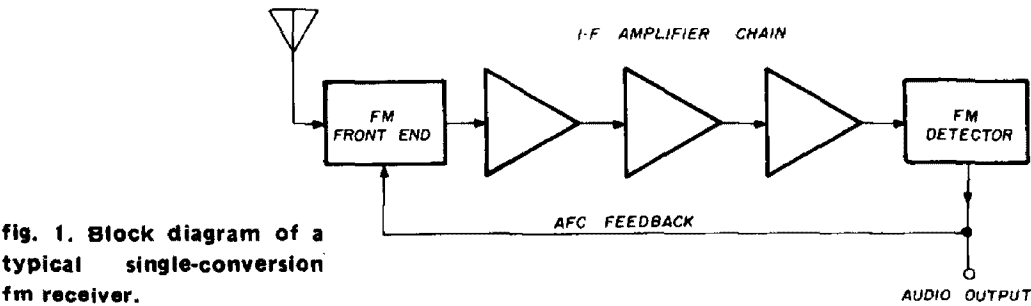 I-F AMPLIFIER CHAIN
FM
FRONT END
FM
DETECTOR
AFC FEEDBACK
AUDIO OUTPUT
fig. 1. Block diagram of a
typical single-conversion
fm receiver.